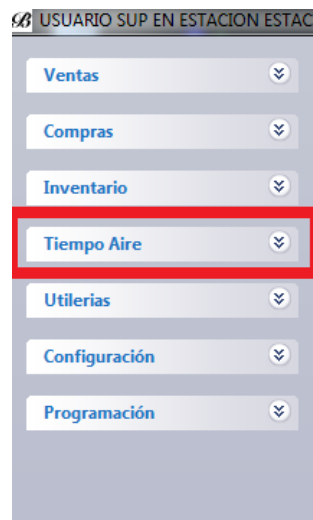 USUARIO SUP EN ESTACION ESTAC
Ventas
Compras
Inventario
Tiempo Aire
Utilerias
Configuración
Programación